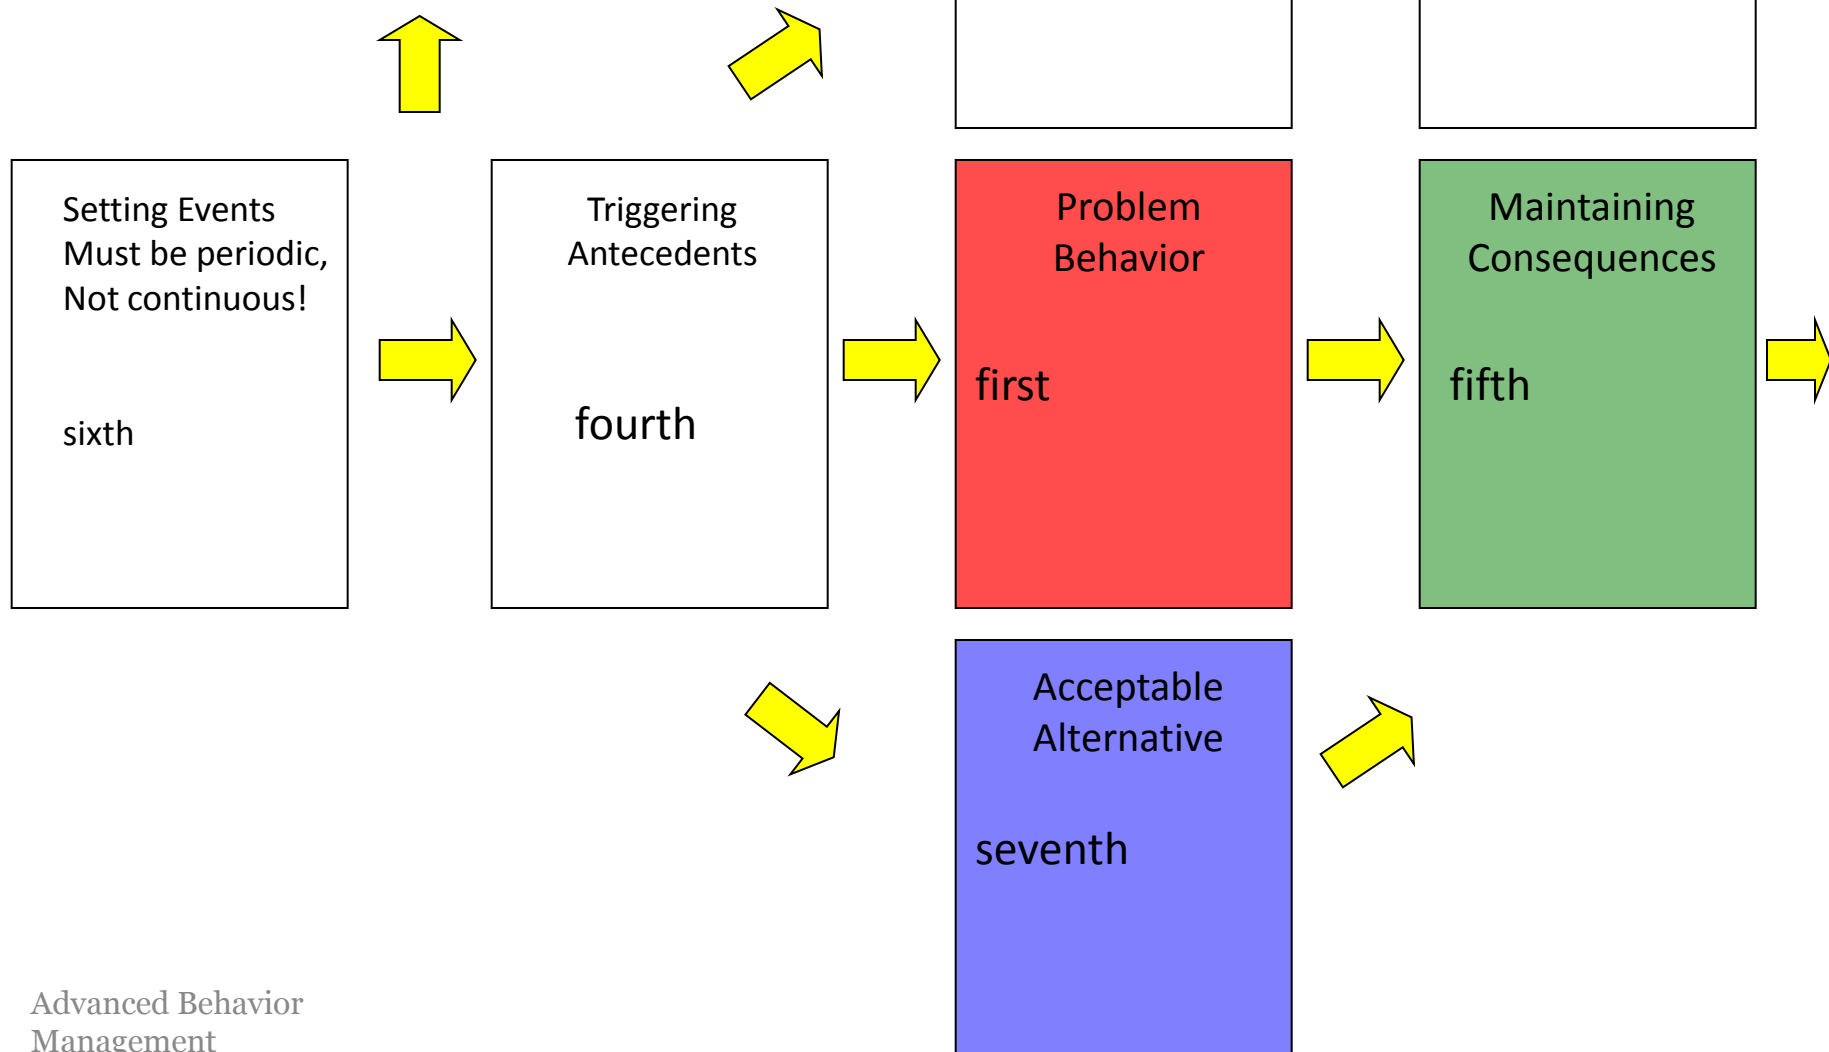 Setting Events
Must be periodic,
Not continuous!
sixth
Triggering
Antecedents
fourth
Problem
Behavior
first
Maintaining
Consequences
fifth
Acceptable
Alternative
seventh
Advanced Behavior
Management